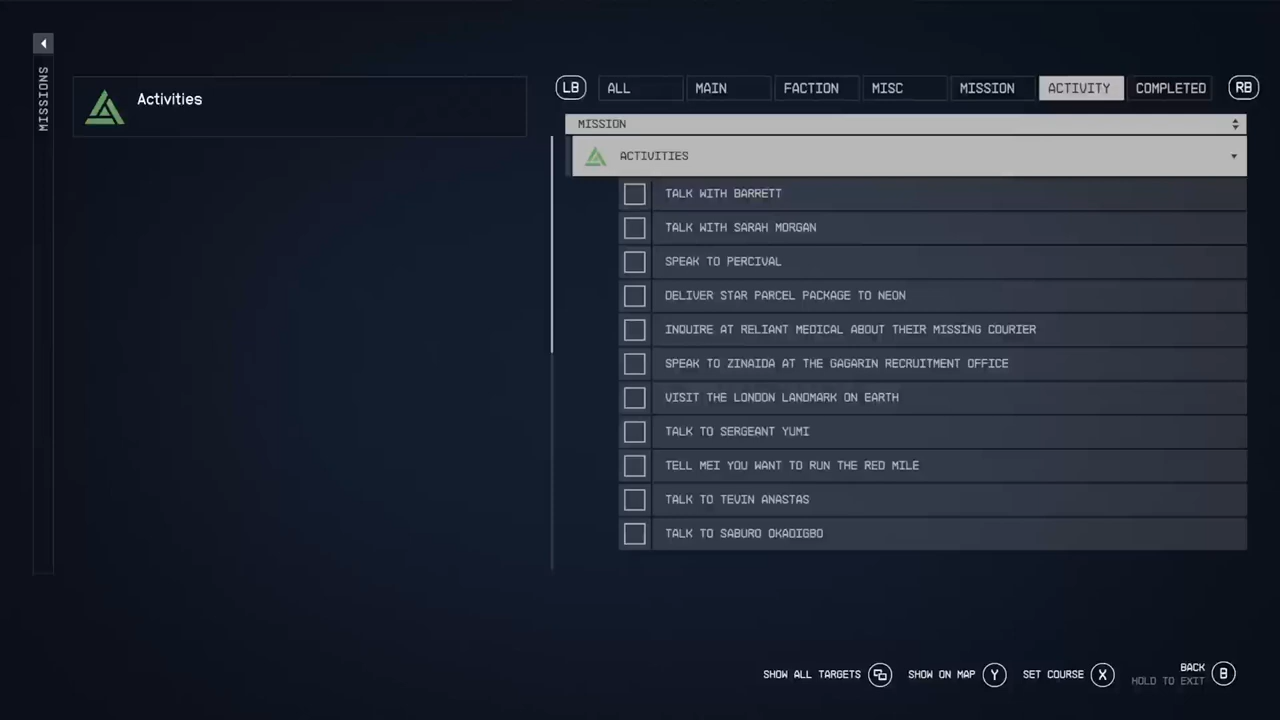 MISSIONS
Activities
LB ALL MAIN FACTION MISC MISSION ACTIVITY COMPLETED RB
MISSION
ACTIVITIES
TALK WITH BARRETT
TALK WITH SARAH MORGAN
SPEAK TO PERCIVAL
DELIVER STAR PARCEL PACKAGE TO NEON
INQUIRE AT RELIANT MEDICAL ABOUT THEIR MISSING COURIER
SPEAK TO ZINAIDA AT THE GAGARIN RECRUITMENT OFFICE
VISIT THE LONDON LANDMARK ON EARTH
TALK TO SERGEANT YUMI
TELL MEI YOU WANT TO RUN THE RED MILE
TALK TO TEVIN ANASTAS
TALK TO SABURO OKADIGBO
SHOW ALL TARGETS SHOW ON MAP Y SET COURSE X BACK B
HOLD TO EXIT